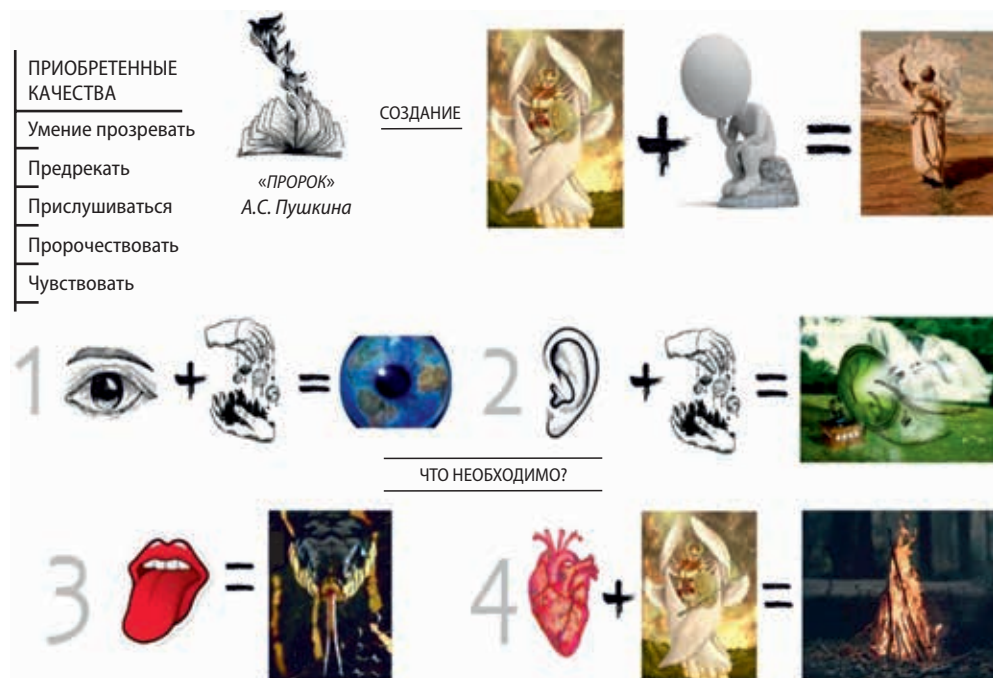 ПРИОБРЕТЕННЫЕ
КАЧЕСТВА
Умение прозревать
Предрекать
Прислушиваться
Пророчествовать
Чувствовать
«ПРОРОК»
А.С. Пушкина
СОЗДАНИЕ
1
2
ЧТО НЕОБХОДИМО?
3
4